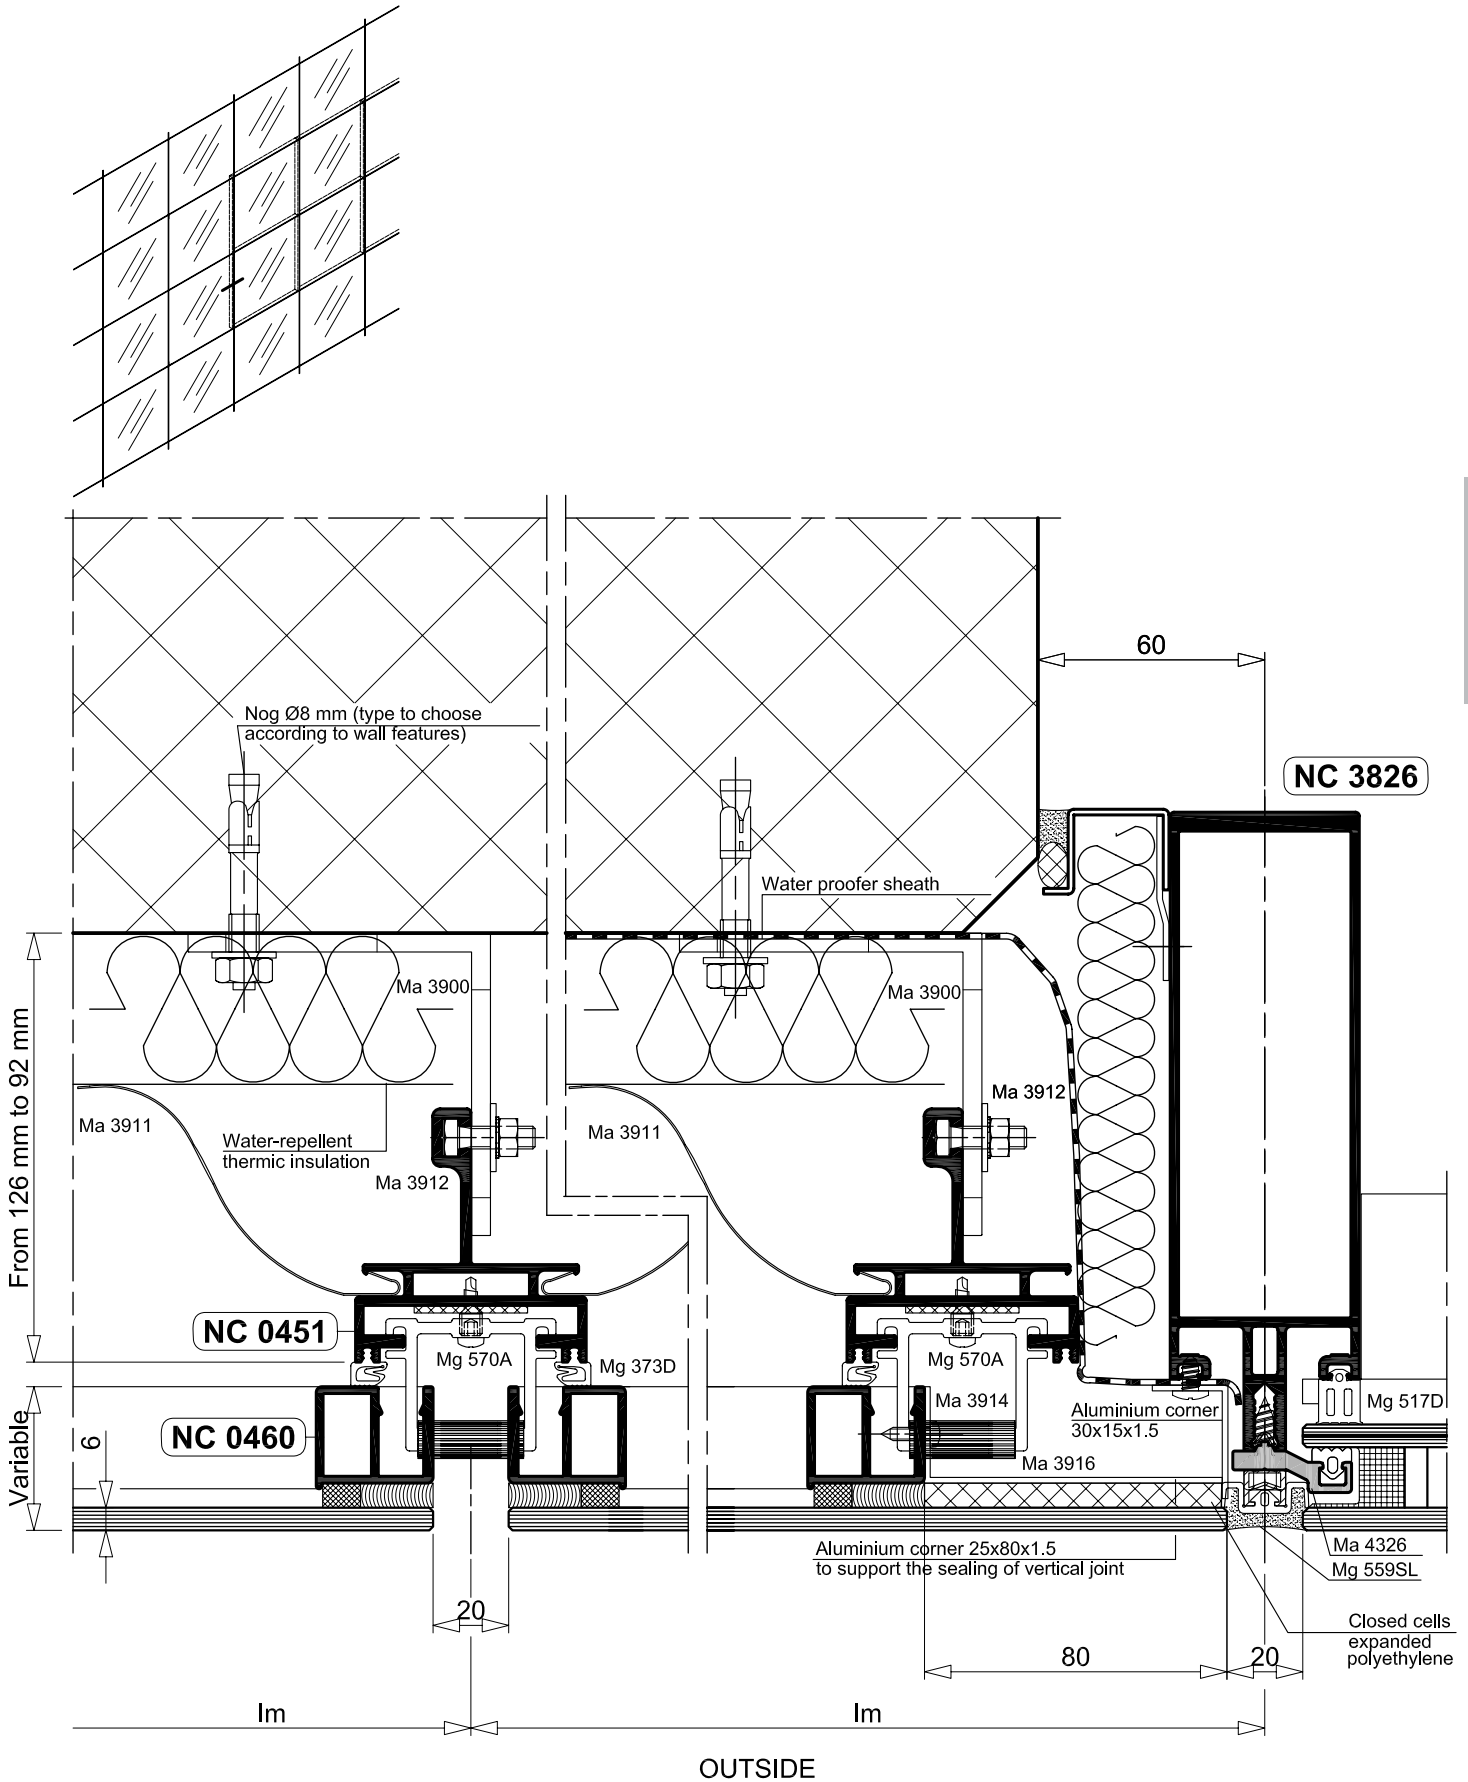 60
Nog Ø8 mm (type to choose
according to wall features)
NC 3826
Water proofer sheath
Ma 3900
Ma 3900
From 126 mm to 92 mm
Ma 3911
Water-repellent
thermic insulation
Ma 3912
Ma 3911
Ma 3912
NC 0451
Mg 570A
Mg 373D
Mg 570A
Ma 3914
Aluminium corner
30x15x1.5
Mg 517D
NC 0460
Variable
6
Ma 3916
Aluminium corner 25x80x1.5
to support the sealing of vertical joint
Ma 4326
Mg 559SL
20
Closed cells
expanded
polyethylene
80
20
lm
lm
OUTSIDE